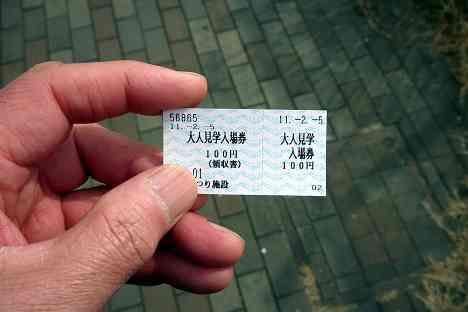 56865
11.-2.-5
大人見学入場券
100円
(領収書)
01
つり施設
11.-2.-5
大人見学
入場券
100円
02